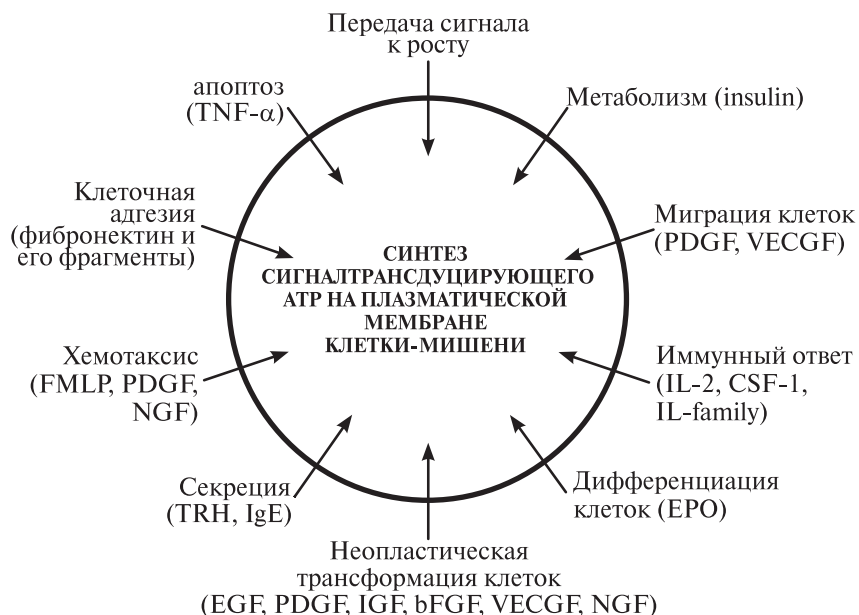 Передача сигнала
к росту
апоптоз
(TNF-α)
Метаболизм (insulin)
Клеточная
адгезия
(фибронектин и
его фрагменты)
Миграция клеток
(PDGF, VECGF)
СИНТЕЗ
СИГНАЛТРАНСДУЦИРУЮЩЕГО
АТР НА ПЛАЗМАТИЧЕСКОЙ
МЕМБРАНЕ
КЛЕТКИ-МИШЕНИ
Хемотаксис
(FMLP, PDGF,
NGF)
Иммунный ответ
(IL-2, CSF-1,
IL-family)
Секреция
(TRH, IgE)
Дифференциация
клеток (EPO)
Неопластическая
трансформация клеток
(EGF, PDGF, IGF, bFGF, VECGF, NGF)